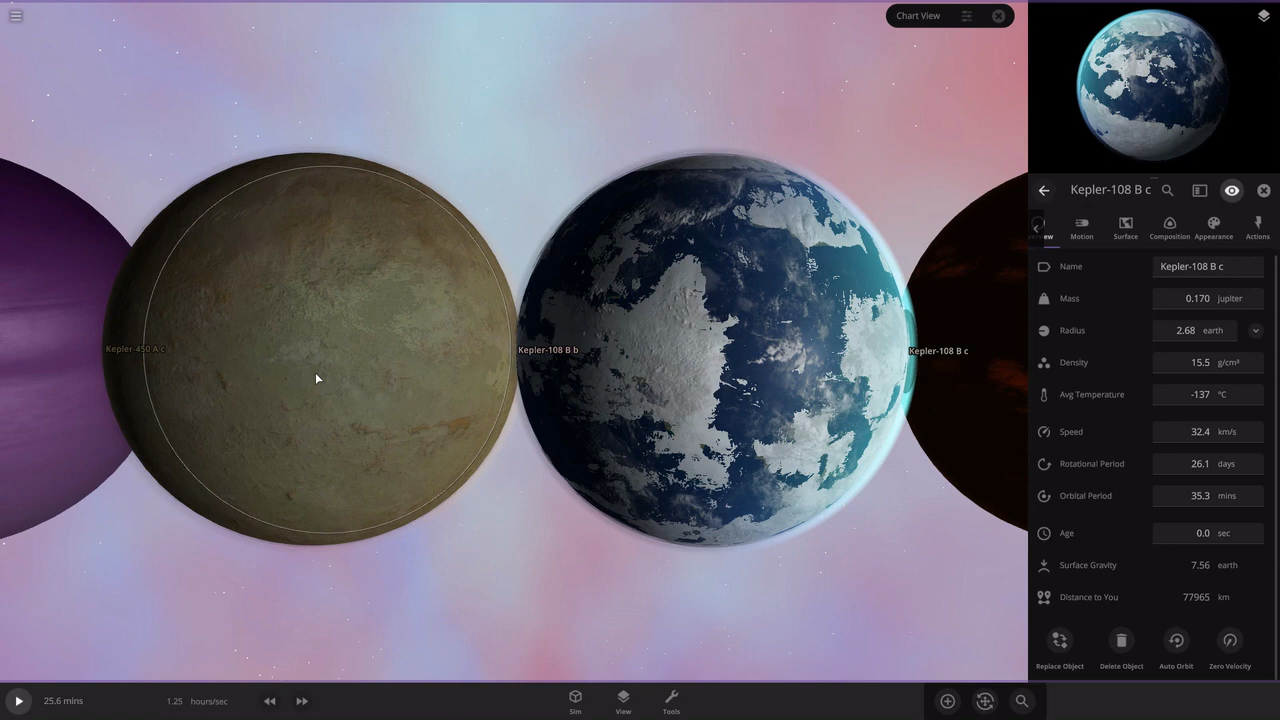 Chart View
Kepler-450 A c
Kepler-108 B b
Kepler-108 B c
Kepler-108 B c
Motion
Surface
Composition
Appearance
Actions
Name
Kepler-108 B c
Mass
0.170 jupiter
Radius
2.68 earth
Density
15.5 g/cm³
Avg Temperature
-137 °C
Speed
32.4 km/s
Rotational Period
26.1 days
Orbital Period
35.3 mins
Age
0.0 sec
Surface Gravity
7.56 earth
Distance to You
77965 km
Replace Object
Delete Object
Auto Orbit
Zero Velocity
25.6 mins
1.25 hours/sec
Sim
View
Tools